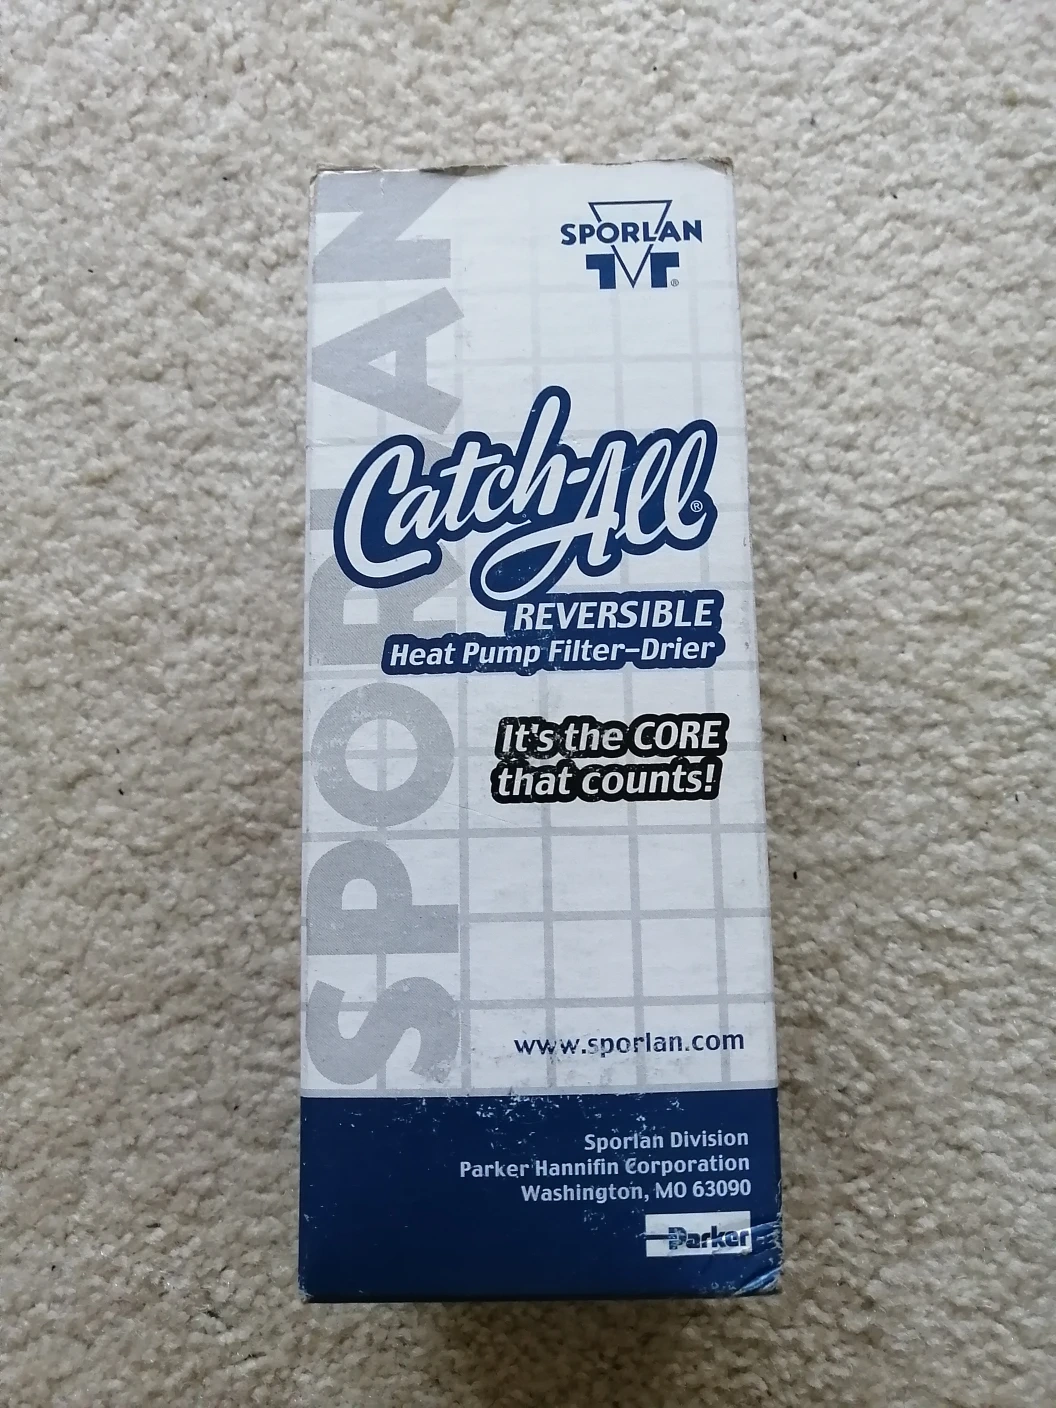 SPORLAN
SPORLAN
®
Catch-All®
REVERSIBLE
Heat Pump Filter-Drier
It's the CORE
that counts!
www.sporlan.com
Sporlan Division
Parker Hannifin Corporation
Washington, MO 63090
Parker